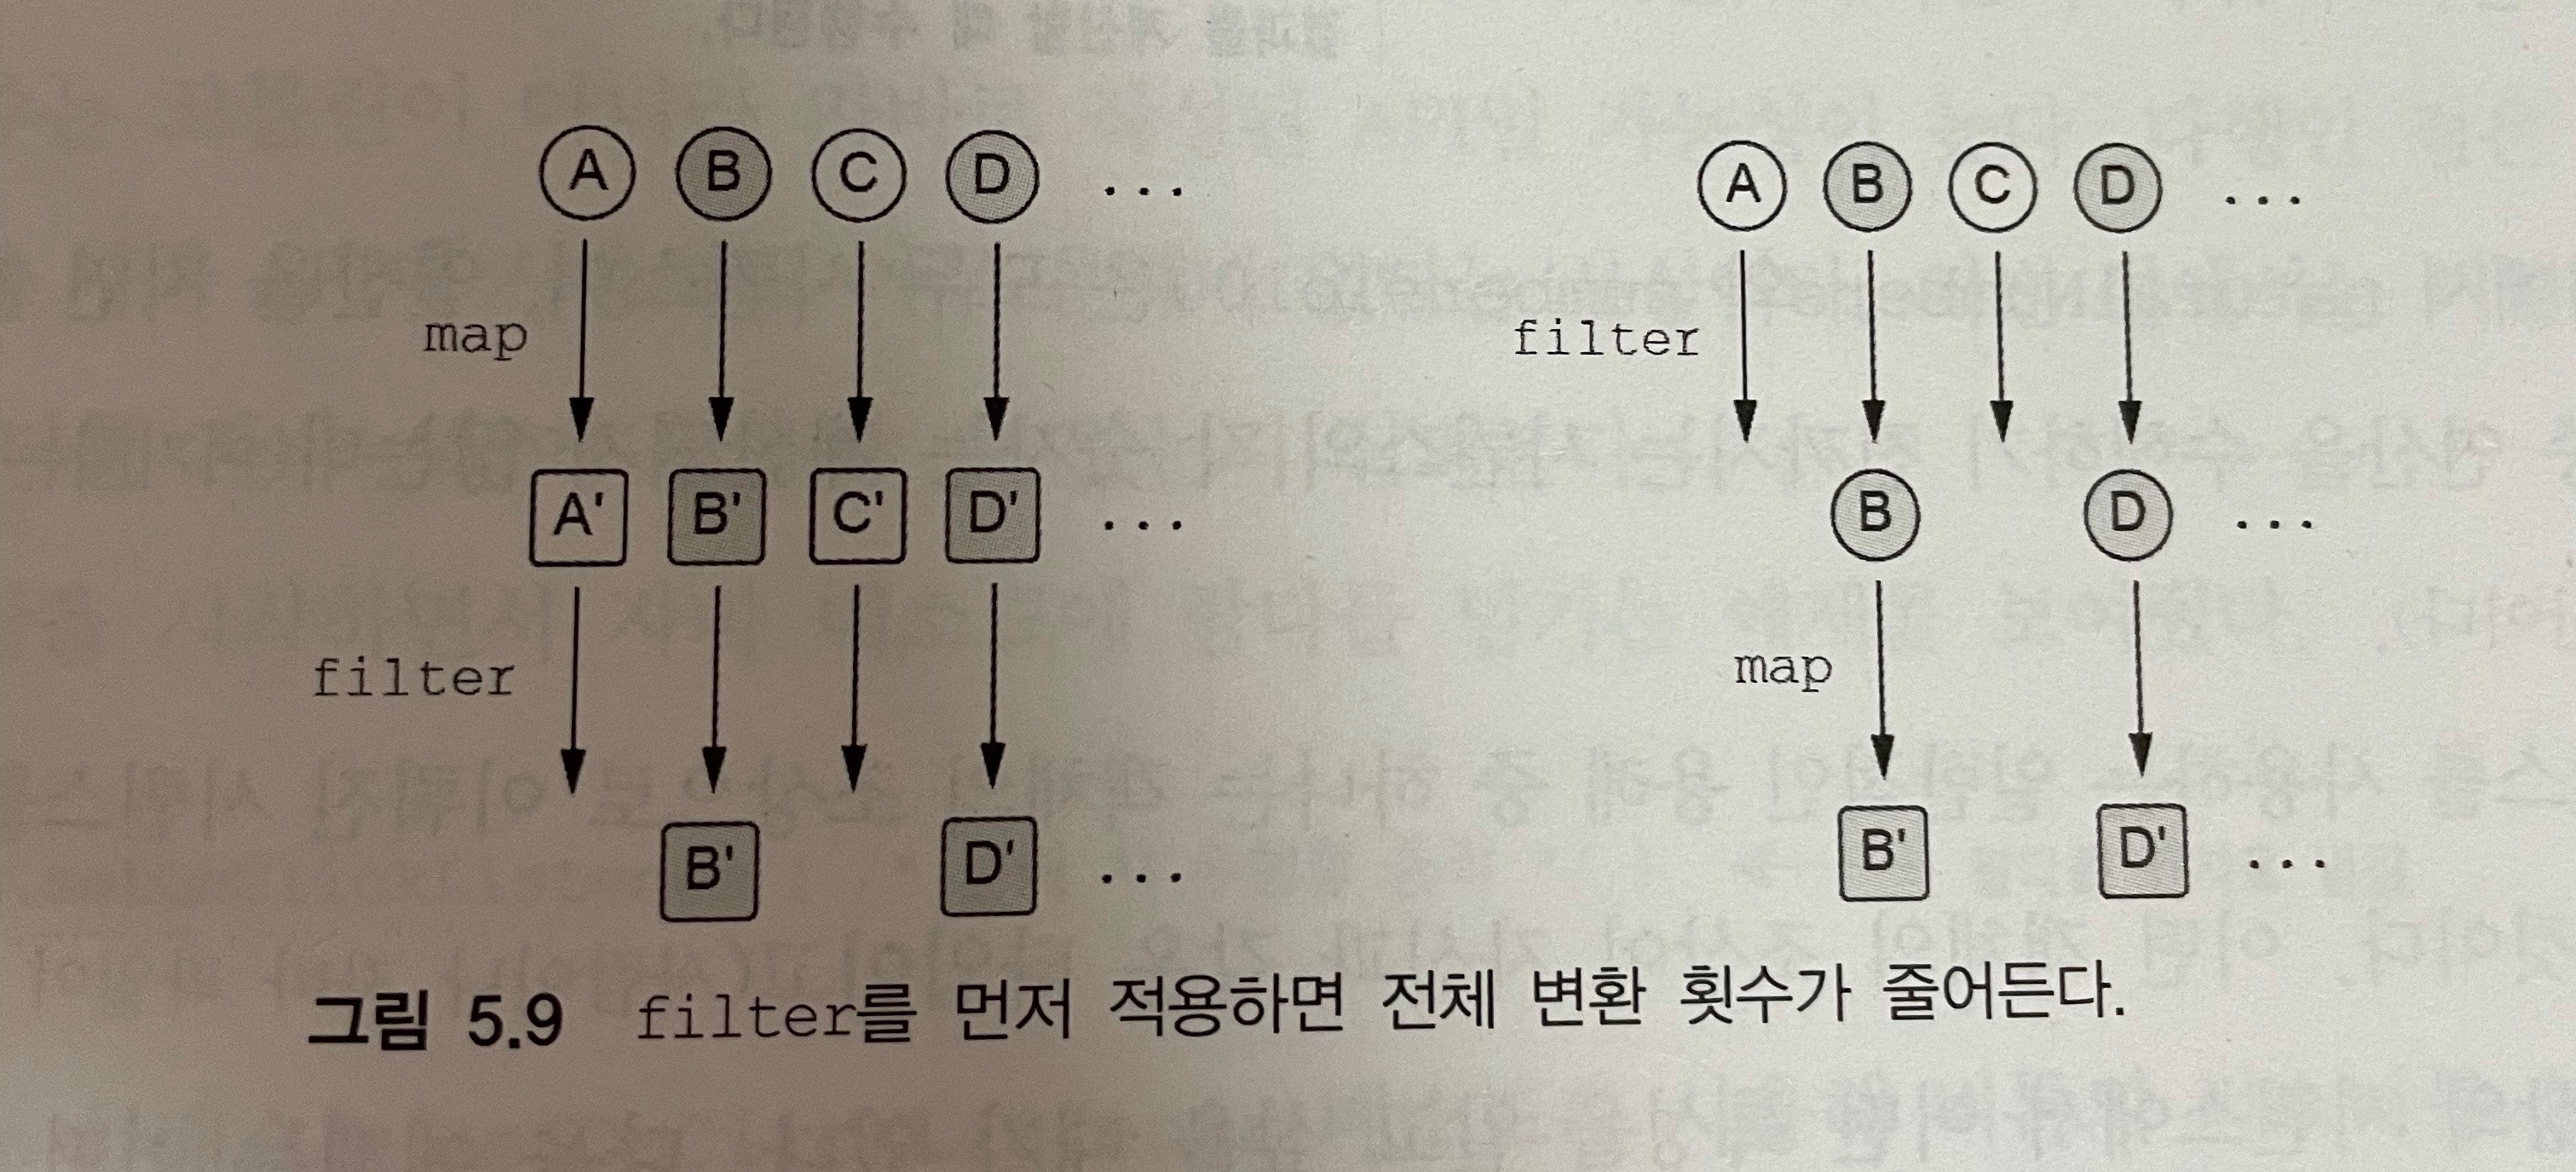 A B C D ...
map
A' B' C' D' ...
filter
B' D' ...
A B C D ...
filter
B D ...
map
B' D' ...
그림 5.9 filter를 먼저 적용하면 전체 변환 횟수가 줄어든다.